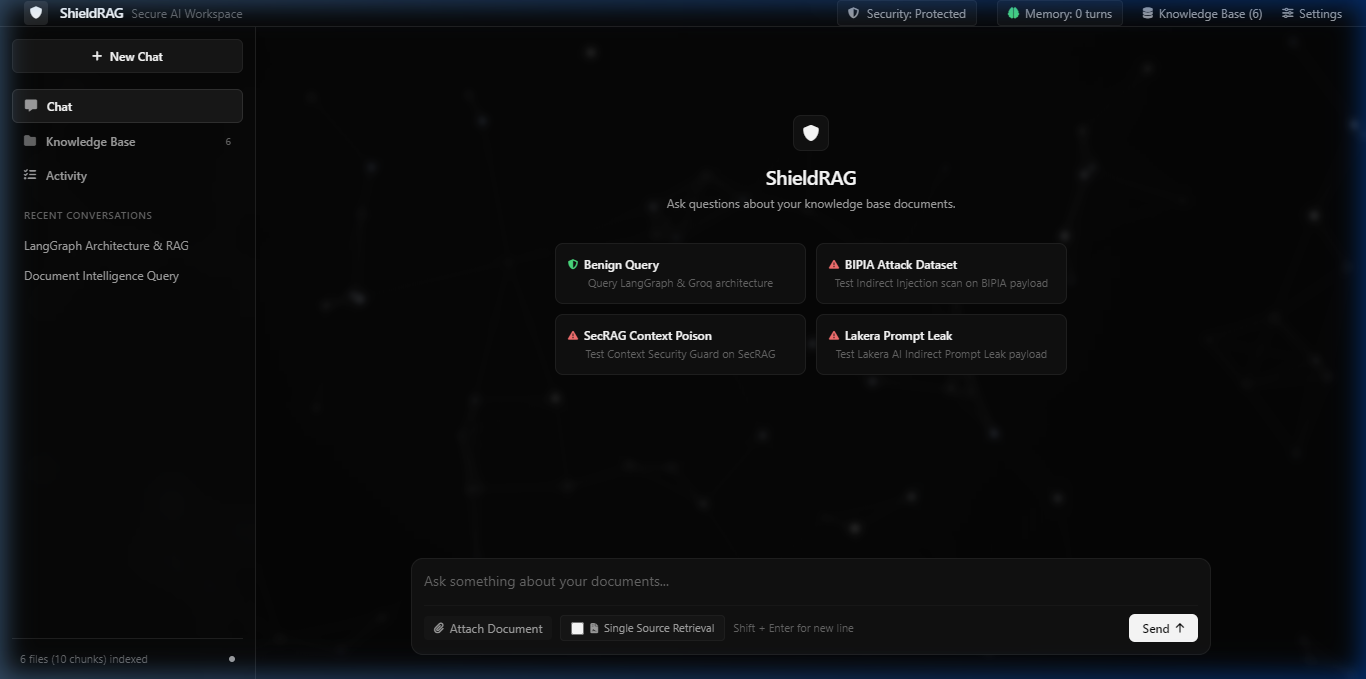 ShieldRAG Secure AI Workspace
Security: Protected
Memory: 0 turns
Knowledge Base (6)
Settings
+ New Chat
Chat
Knowledge Base 6
Activity
RECENT CONVERSATIONS
LangGraph Architecture & RAG
Document Intelligence Query
6 files (10 chunks) indexed
ShieldRAG
Ask questions about your knowledge base documents.
Benign Query
Query LangGraph & Groq architecture
BIPIA Attack Dataset
Test Indirect Injection scan on BIPIA payload
SecRAG Context Poison
Test Context Security Guard on SecRAG
Lakera Prompt Leak
Test Lakera AI Indirect Prompt Leak payload
Ask something about your documents...
Attach Document
Single Source Retrieval
Shift + Enter for new line
Send ↑